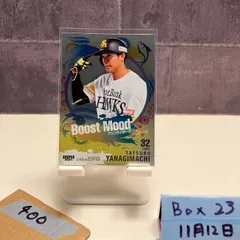 SoftBank
HAWKS
Boost Mood
32
TATSURU
YANAGIMACHI
400
Box 23
11月12日